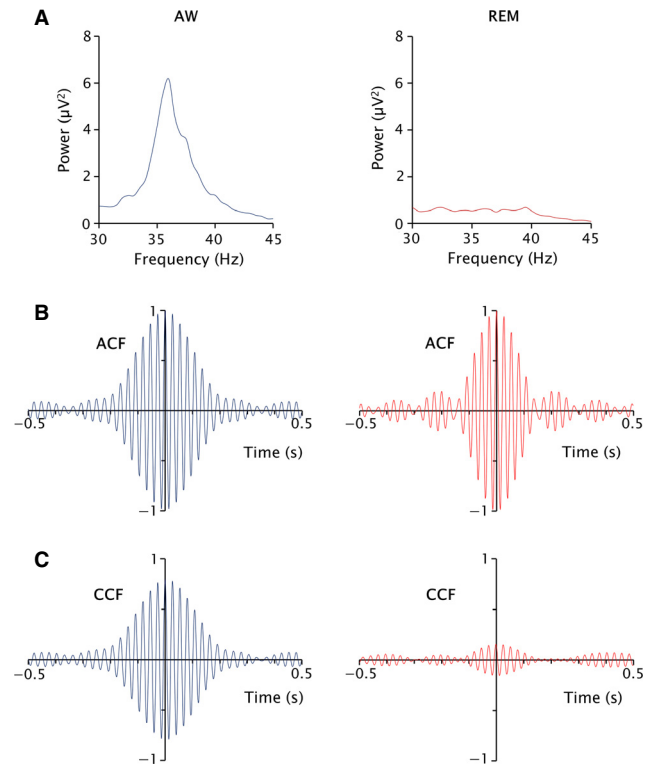 A AW REM
8 8
6 6
4 4
2 2
0 0
Power (µV²) Power (µV²)
30 35 40 45 30 35 40 45
Frequency (Hz) Frequency (Hz)
B 1 1
ACF ACF
−0.5 0.5 −0.5 0.5
Time (s) Time (s)
−1 −1
C 1 1
CCF CCF
−0.5 0.5 −0.5 0.5
Time (s) Time (s)
−1 −1